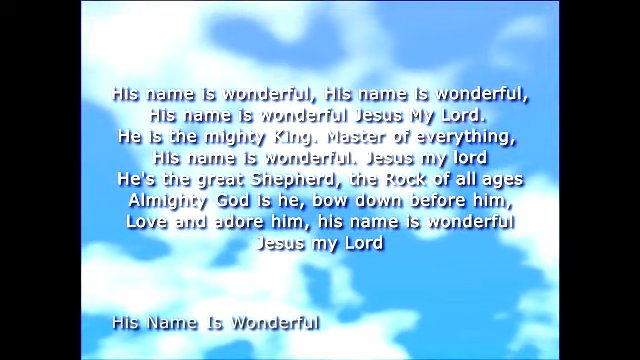 His name is wonderful, His name is wonderful,
His name is wonderful Jesus My Lord.
He is the mighty King. Master of everything,
His name is wonderful. Jesus my lord
He's the great Shepherd, the Rock of all ages
Almighty God is he, bow down before him,
Love and adore him, his name is wonderful
Jesus my Lord
His Name Is Wonderful